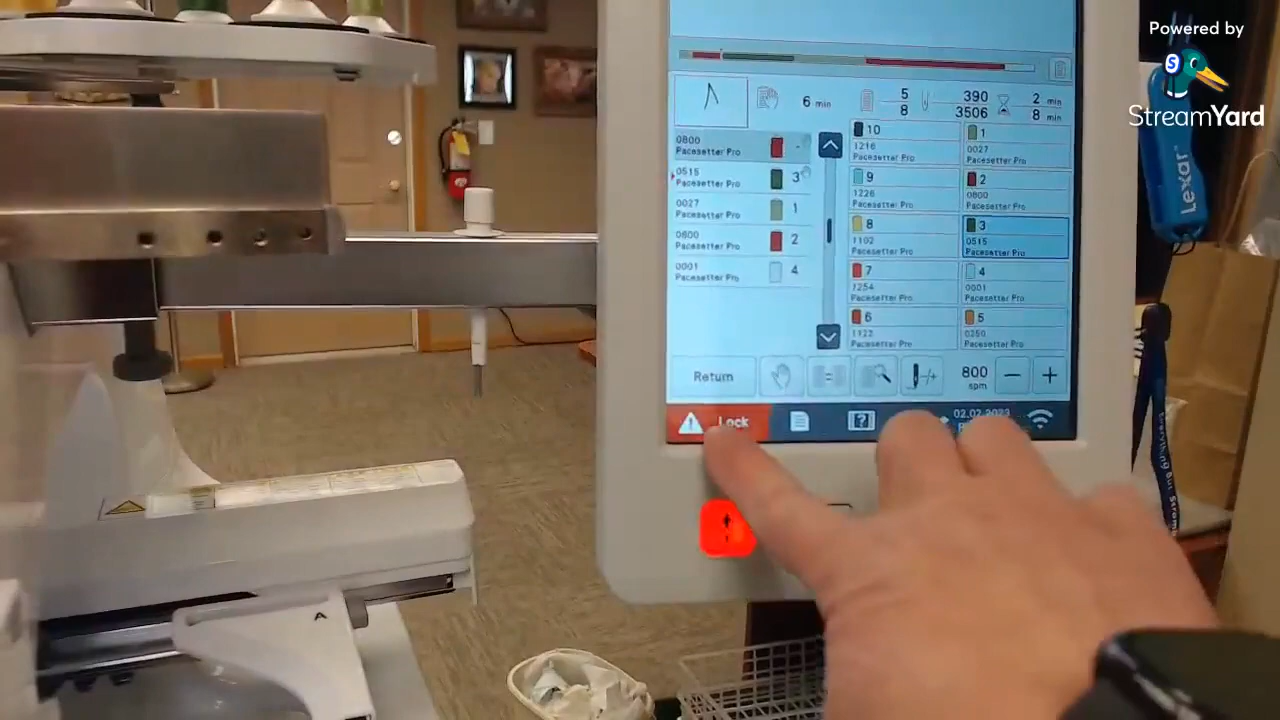 Powered by
StreamYard
Lexar
6 min
5
8
390
3506
2 min
8 min
0800
Pacesetter Pro
-
0515
Pacesetter Pro
3
0027
Pacesetter Pro
1
0800
Pacesetter Pro
2
0001
Pacesetter Pro
4
10
1216
Pacesetter Pro
1
0027
Pacesetter Pro
9
1226
Pacesetter Pro
2
0800
Pacesetter Pro
8
1102
Pacesetter Pro
3
0515
Pacesetter Pro
7
1254
Pacesetter Pro
4
0001
Pacesetter Pro
6
1122
Pacesetter Pro
5
0250
Pacesetter Pro
Return
800
spm
Lock
02.02.2023
A